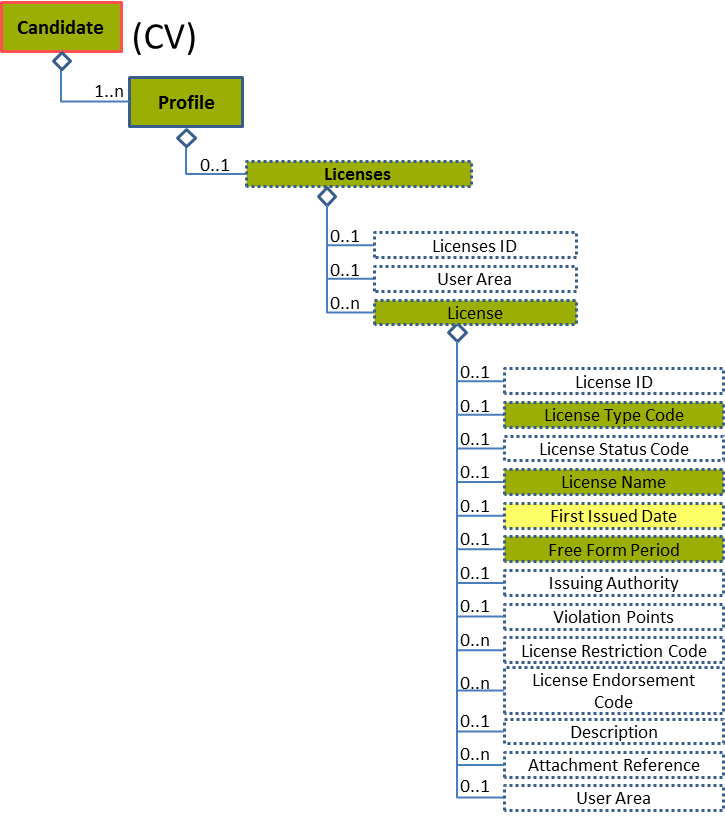 Candidate (CV)
1..n Profile
0..1 Licenses
0..1 Licenses ID
0..1 User Area
0..n License
0..1 License ID
0..1 License Type Code
0..1 License Status Code
0..1 License Name
0..1 First Issued Date
0..1 Free Form Period
0..1 Issuing Authority
0..1 Violation Points
0..n License Restriction Code
0..n License Endorsement
Code
0..1 Description
0..n Attachment Reference
0..1 User Area